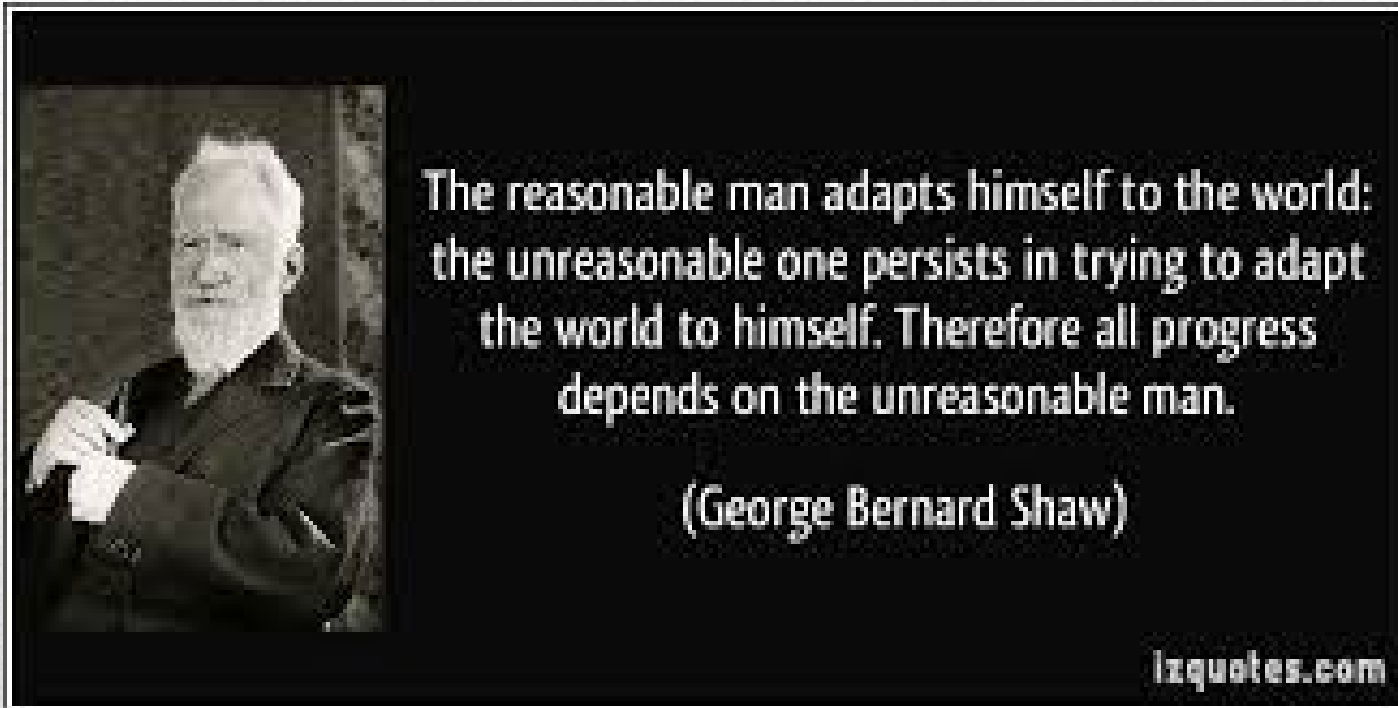 The reasonable man adapts himself to the world:
the unreasonable one persists in trying to adapt
the world to himself. Therefore all progress
depends on the unreasonable man.
(George Bernard Shaw)
izquotes.com